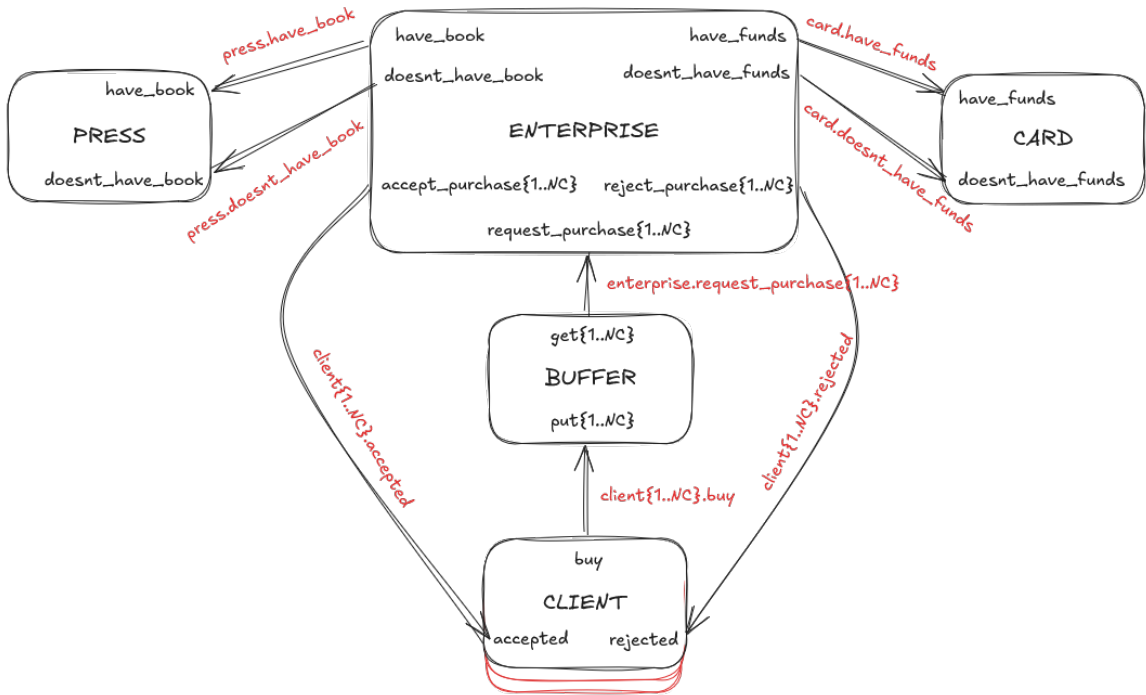 press.have_book
have_book
have_funds
card.have_funds
doesnt_have_book
doesnt_have_funds
have_book
have_funds
PRESS
ENTERPRISE
CARD
card.doesnt_have_funds
press.doesnt_have_book
doesnt_have_book
accept_purchase{1..NC}
reject_purchase{1..NC}
doesnt_have_funds
request_purchase{1..NC}
enterprise.request_purchase{1..NC}
get{1..NC}
BUFFER
put{1..NC}
client{1..NC}.accepted
client{1..NC}.rejected
client{1..NC}.buy
buy
CLIENT
accepted
rejected